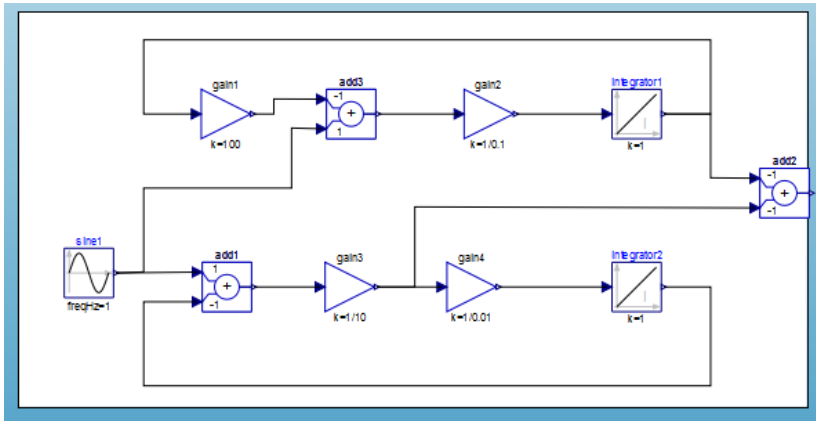 gain1
add3
gain2
Integrator1
-1
+
1
k=100
k=1/0.1
k=1
add2
-1
+
-1
sine1
add1
gain3
gain4
Integrator2
1
+
-1
freqHz=1
k=1/10
k=1/0.01
k=1